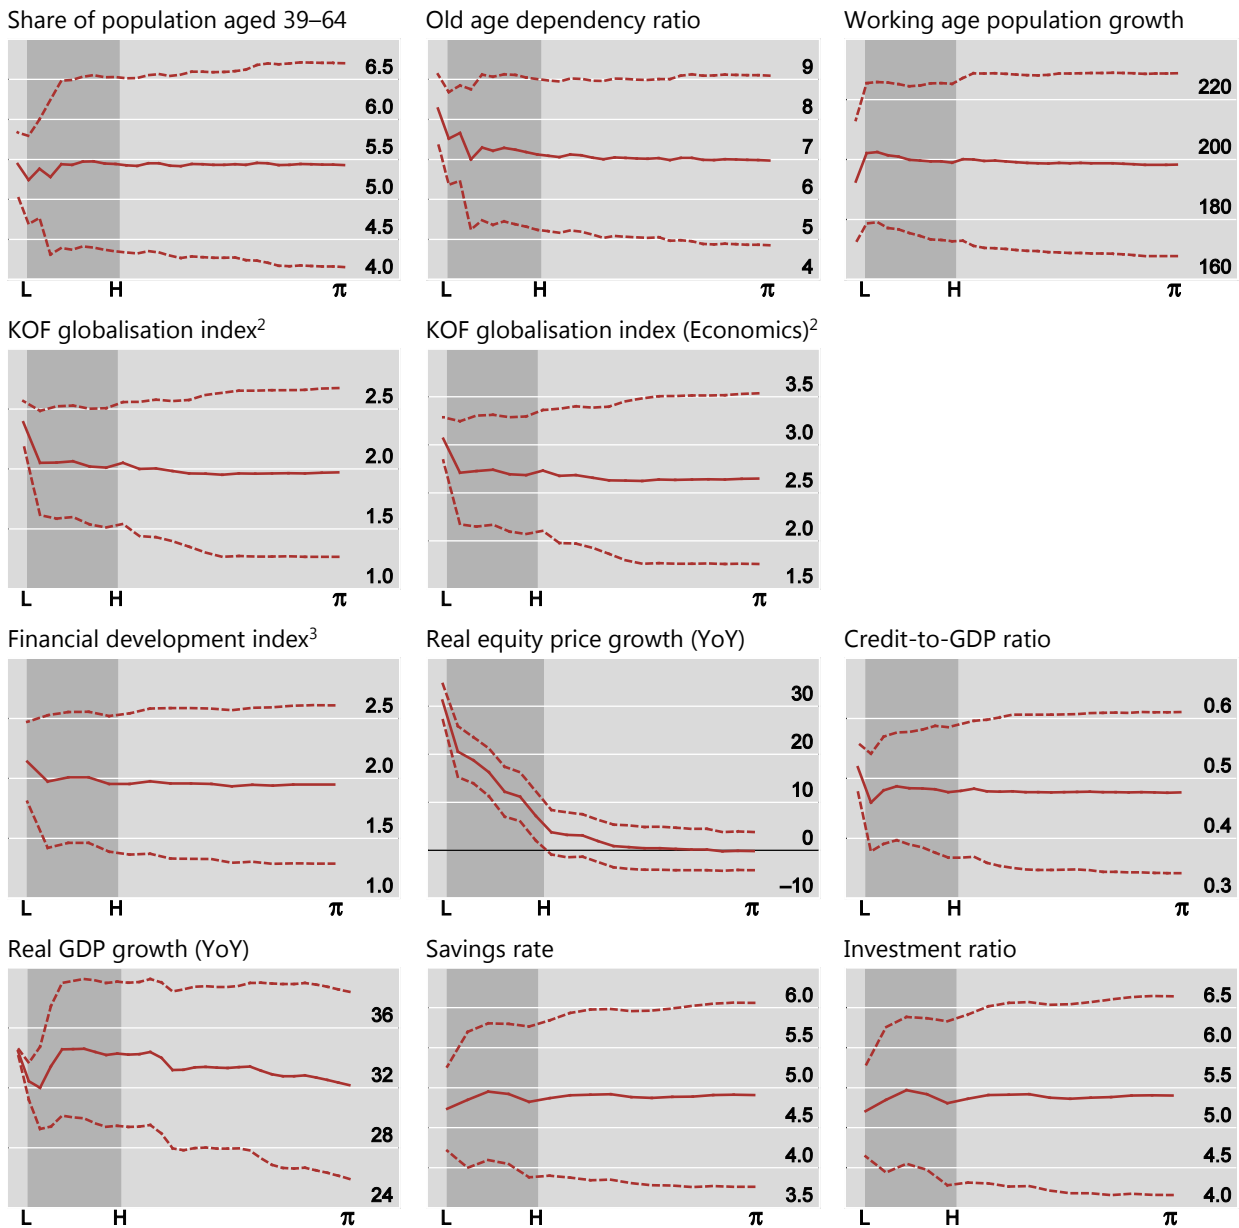 Share of population aged 39–64
Old age dependency ratio
Working age population growth
6.5
6.0
5.5
5.0
4.5
4.0
L H π
9
8
7
6
5
4
L H π
220
200
180
160
L H π
KOF globalisation index²
KOF globalisation index (Economics)²
2.5
2.0
1.5
1.0
L H π
3.5
3.0
2.5
2.0
1.5
L H π
Financial development index³
Real equity price growth (YoY)
Credit-to-GDP ratio
2.5
2.0
1.5
1.0
L H π
30
20
10
0
–10
L H π
0.6
0.5
0.4
0.3
L H π
Real GDP growth (YoY)
Savings rate
Investment ratio
36
32
28
24
L H π
6.0
5.5
5.0
4.5
4.0
3.5
L H π
6.5
6.0
5.5
5.0
4.5
4.0
L H π